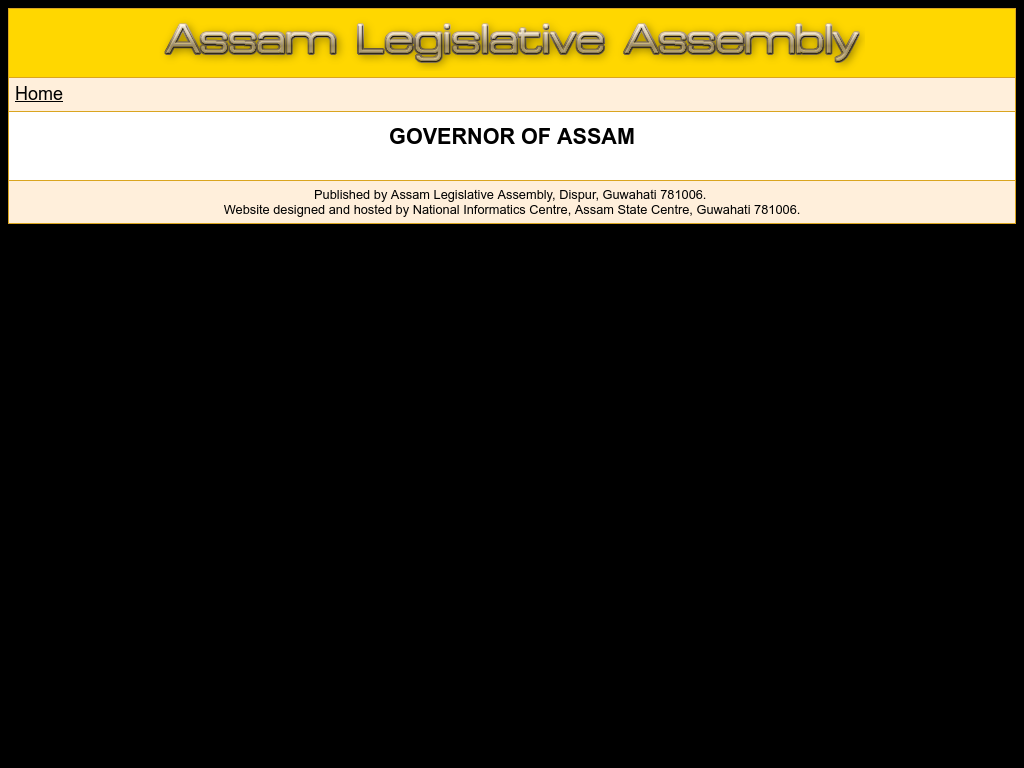 Assam Legislative Assembly
Home
GOVERNOR OF ASSAM
Published by Assam Legislative Assembly, Dispur, Guwahati 781006.
Website designed and hosted by National Informatics Centre, Assam State Centre, Guwahati 781006.